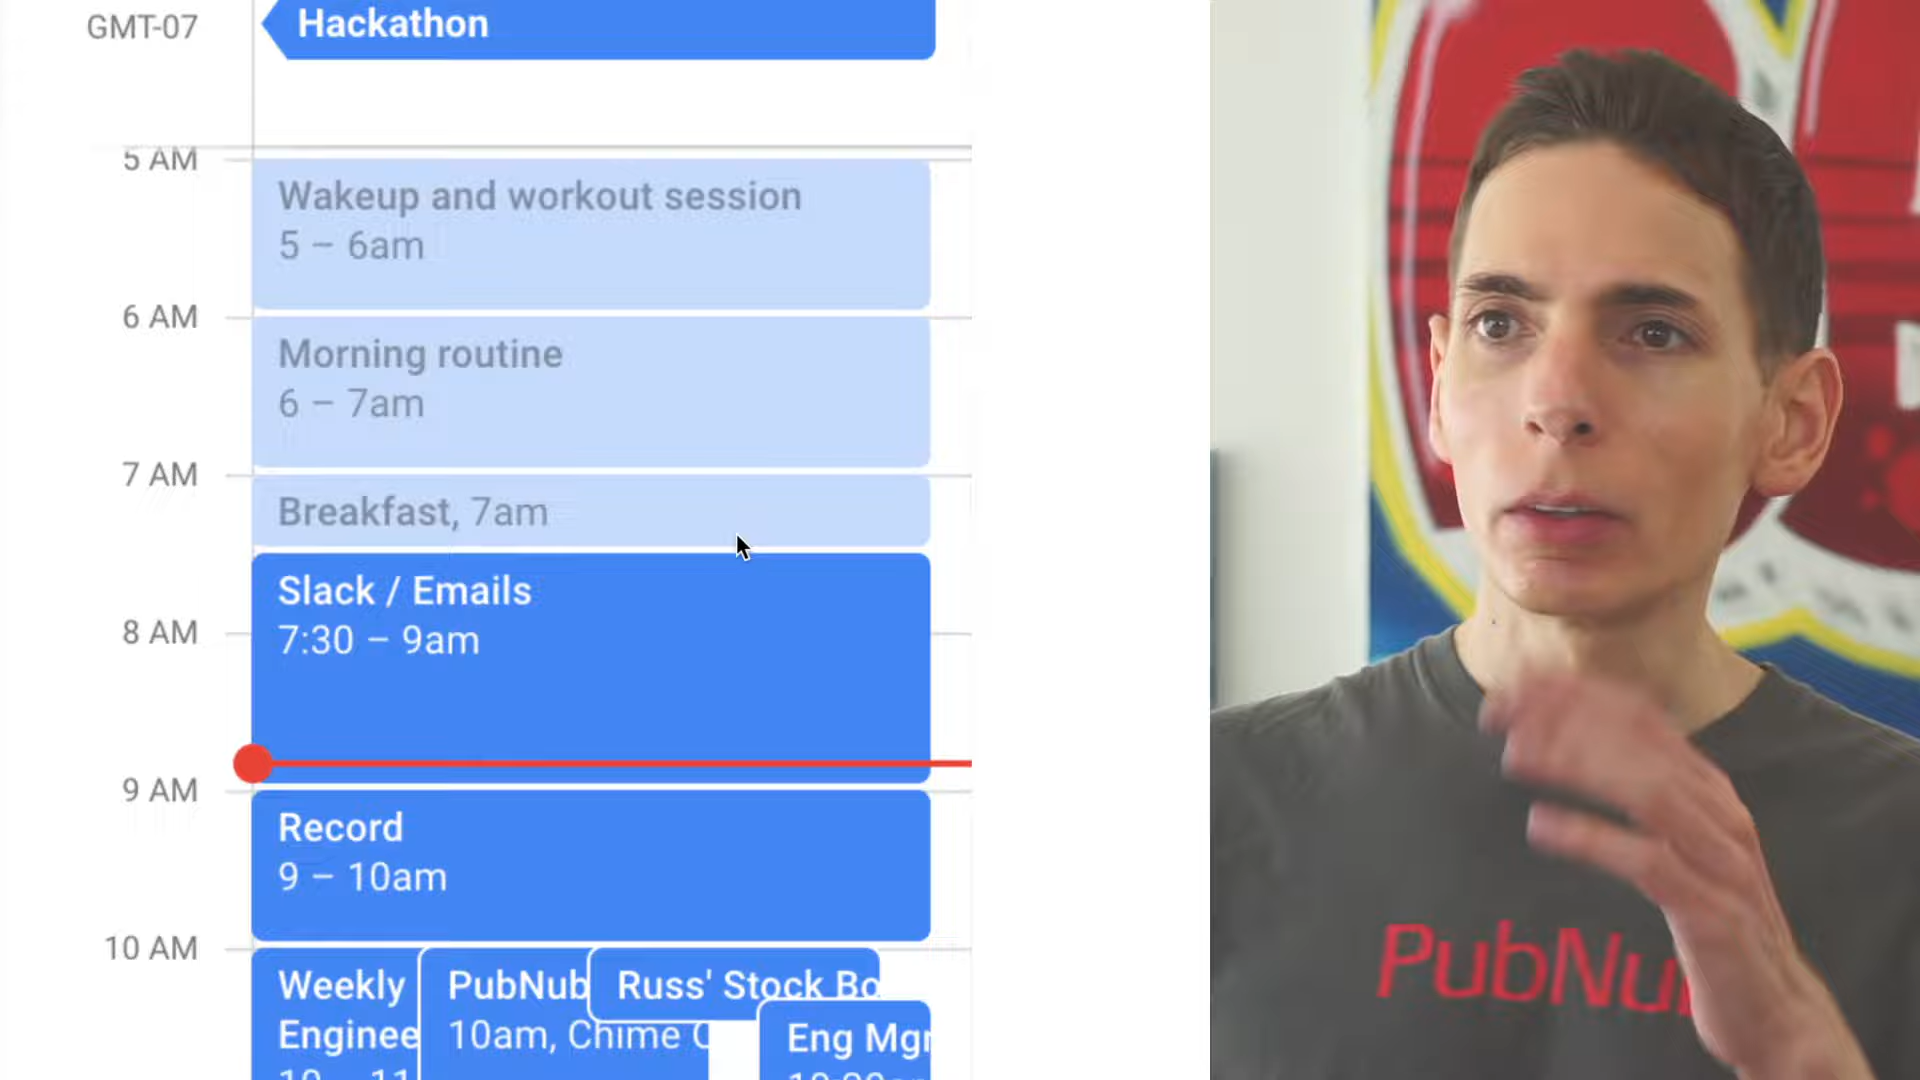 GMT-07
Hackathon
5 AM
Wakeup and workout session
5 – 6am
6 AM
Morning routine
6 – 7am
7 AM
Breakfast, 7am
Slack / Emails
7:30 – 9am
8 AM
9 AM
Record
9 – 10am
10 AM
Weekly
Enginee
PubNub
10am, Chime
Russ' Stock Bo
Eng Mgr
PubNu